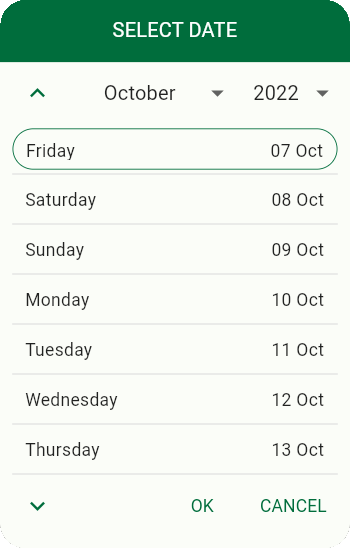 SELECT DATE
October 2022
Friday 07 Oct
Saturday 08 Oct
Sunday 09 Oct
Monday 10 Oct
Tuesday 11 Oct
Wednesday 12 Oct
Thursday 13 Oct
OK CANCEL